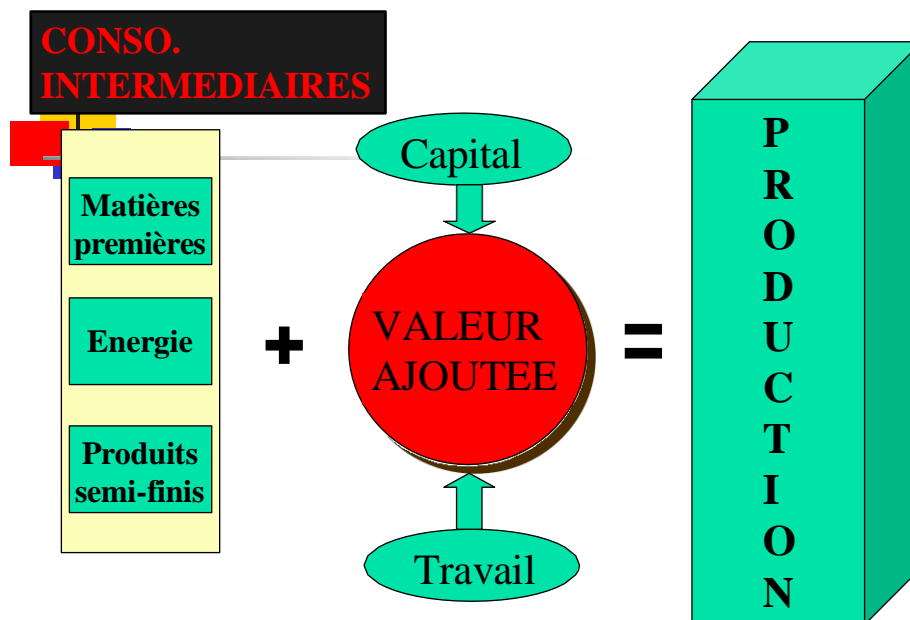 CONSO.
INTERMEDIAIRES
Matières
premières
Energie
Produits
semi-finis
+
Capital
VALEUR
AJOUTEE
Travail
=
P
R
O
D
U
C
T
I
O
N